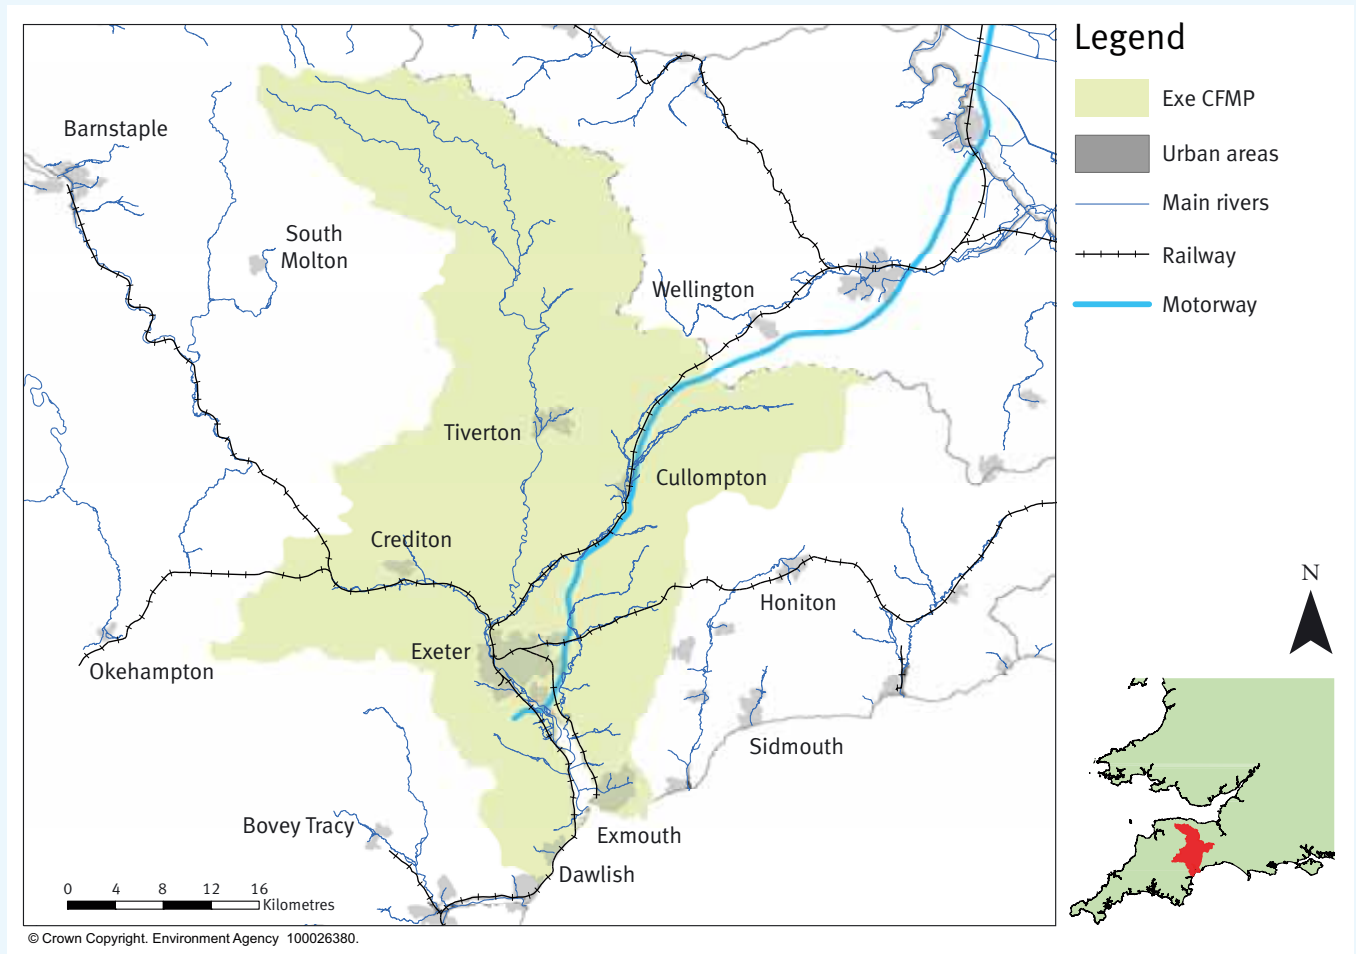 Legend
Exe CFMP
Urban areas
Main rivers
Railway
Motorway
Barnstaple
South
Molton
Wellington
Tiverton
Cullompton
Crediton
Honiton
Exeter
Okehampton
Sidmouth
Bovey Tracy
Exmouth
Dawlish
N
0 4 8 12 16
Kilometres
© Crown Copyright. Environment Agency 100026380.